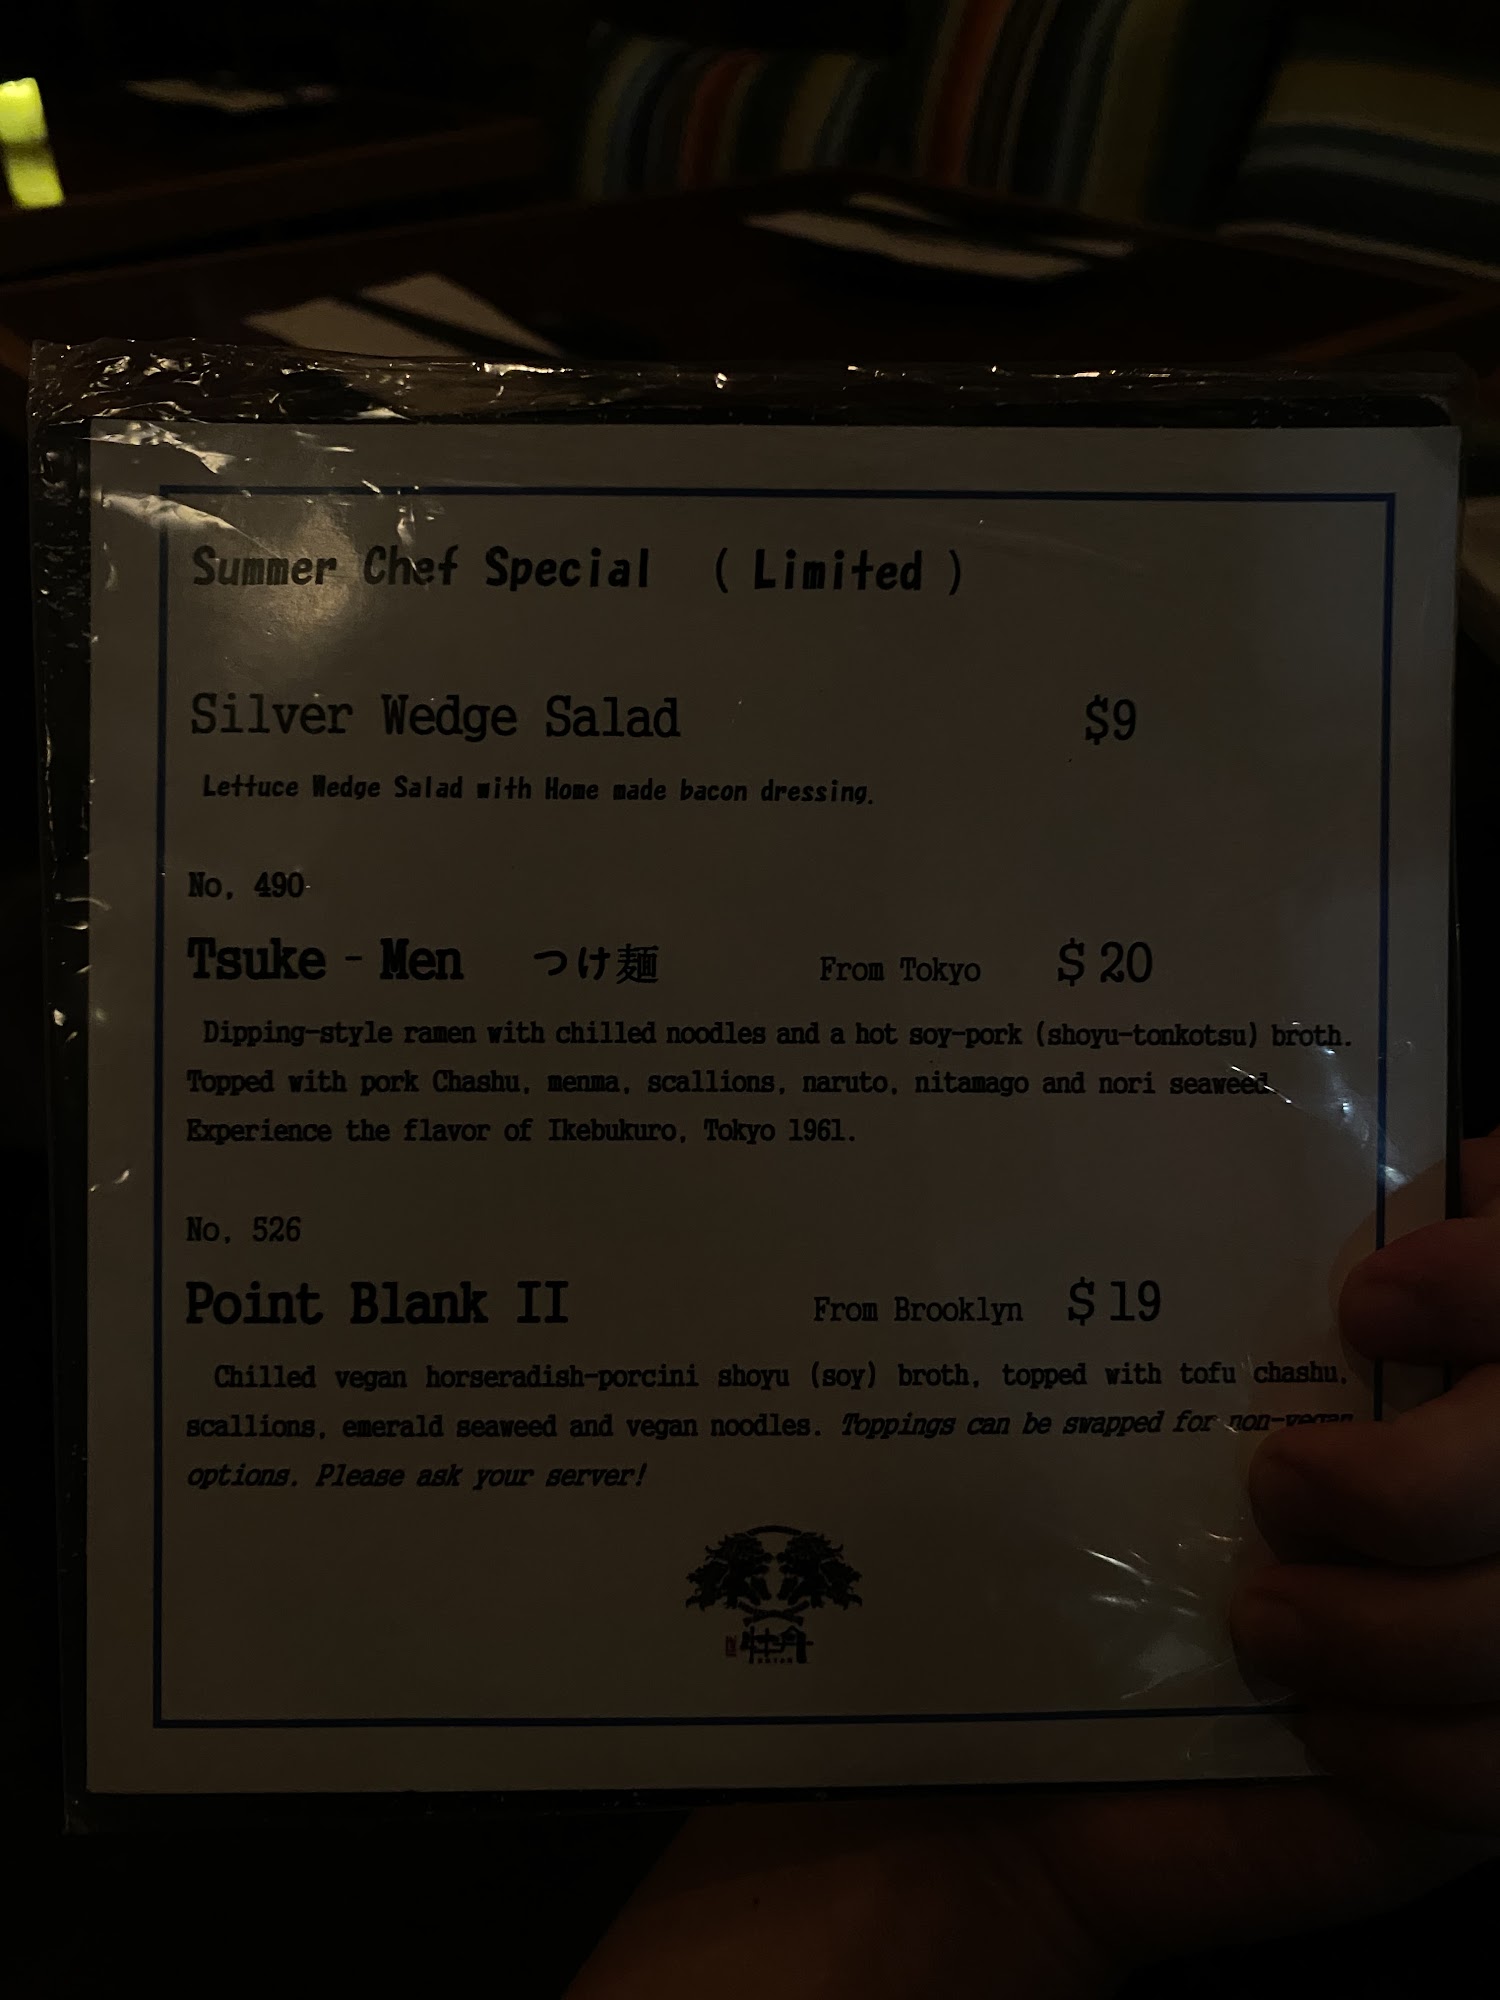 Summer Chef Special ( Limited )
Silver Wedge Salad $9
Lettuce Wedge Salad with Home made bacon dressing.
No. 490
Tsuke - Men つけ麺 From Tokyo $ 20
Dipping-style ramen with chilled noodles and a hot soy-pork (shoyu-tonkotsu) broth.
Topped with pork Chashu, menma, scallions, naruto, nitamago and nori seaweed.
Experience the flavor of Ikebukuro, Tokyo 1961.
No. 526
Point Blank II From Brooklyn $ 19
Chilled vegan horseradish-porcini shoyu (soy) broth, topped with tofu chashu,
scallions, emerald seaweed and vegan noodles. Toppings can be swapped for non-vegan
options. Please ask your server!